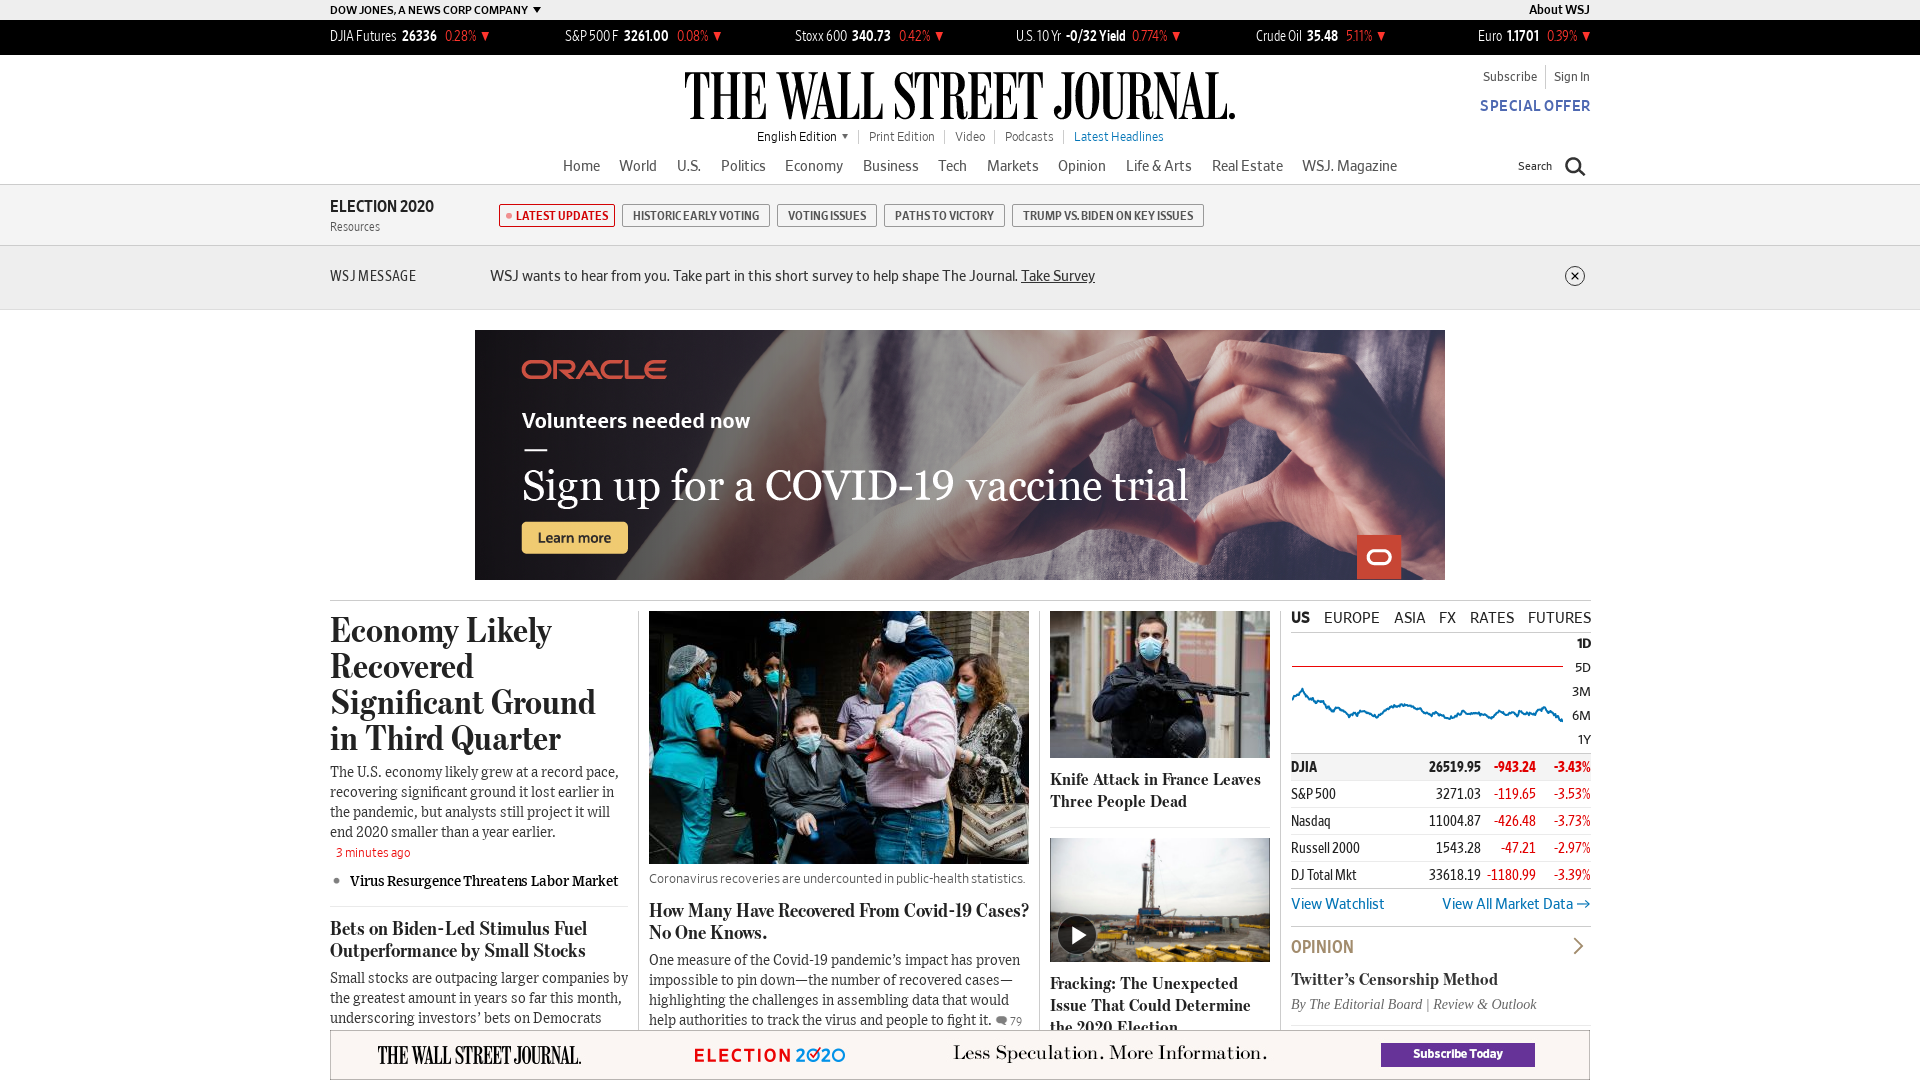 DOW JONES, A NEWS CORP COMPANY
About WSJ
DJIA Futures 26336 0.28%
S&P 500 F 3261.00 0.08%
Stoxx 600 340.73 0.42%
U.S. 10 Yr -0/32 Yield 0.774%
Crude Oil 35.48 5.11%
Euro 1.1701 0.39%
THE WALL STREET JOURNAL.
Subscribe
Sign In
SPECIAL OFFER
English Edition
Print Edition
Video
Podcasts
Latest Headlines
Home
World
U.S.
Politics
Economy
Business
Tech
Markets
Opinion
Life & Arts
Real Estate
WSJ. Magazine
Search
ELECTION 2020
Resources
LATEST UPDATES
HISTORIC EARLY VOTING
VOTING ISSUES
PATHS TO VICTORY
TRUMP VS. BIDEN ON KEY ISSUES
WSJ MESSAGE
WSJ wants to hear from you. Take part in this short survey to help shape The Journal. Take Survey
ORACLE
Volunteers needed now
Sign up for a COVID-19 vaccine trial
Learn more
Economy Likely
Recovered
Significant Ground
in Third Quarter
The U.S. economy likely grew at a record pace,
recovering significant ground it lost earlier in
the pandemic, but analysts still project it will
end 2020 smaller than a year earlier.
3 minutes ago
Virus Resurgence Threatens Labor Market
Bets on Biden-Led Stimulus Fuel
Outperformance by Small Stocks
Small stocks are outpacing larger companies by
the greatest amount in years so far this month,
underscoring investors’ bets on Democrats
Coronavirus recoveries are undercounted in public-health statistics.
How Many Have Recovered From Covid-19 Cases?
No One Knows.
One measure of the Covid-19 pandemic’s impact has proven
impossible to pin down—the number of recovered cases—
highlighting the challenges in assembling data that would
help authorities to track the virus and people to fight it. 79
Knife Attack in France Leaves
Three People Dead
Fracking: The Unexpected
Issue That Could Determine
the 2020 Election
US
EUROPE
ASIA
FX
RATES
FUTURES
1D
5D
3M
6M
1Y
DJIA 26519.95 -943.24 -3.43%
S&P 500 3271.03 -119.65 -3.53%
Nasdaq 11004.87 -426.48 -3.73%
Russell 2000 1543.28 -47.21 -2.97%
DJ Total Mkt 33618.19 -1180.99 -3.39%
View Watchlist
View All Market Data
OPINION
Twitter’s Censorship Method
By The Editorial Board | Review & Outlook
THE WALL STREET JOURNAL.
ELECTION 2020
Less Speculation. More Information.
Subscribe Today